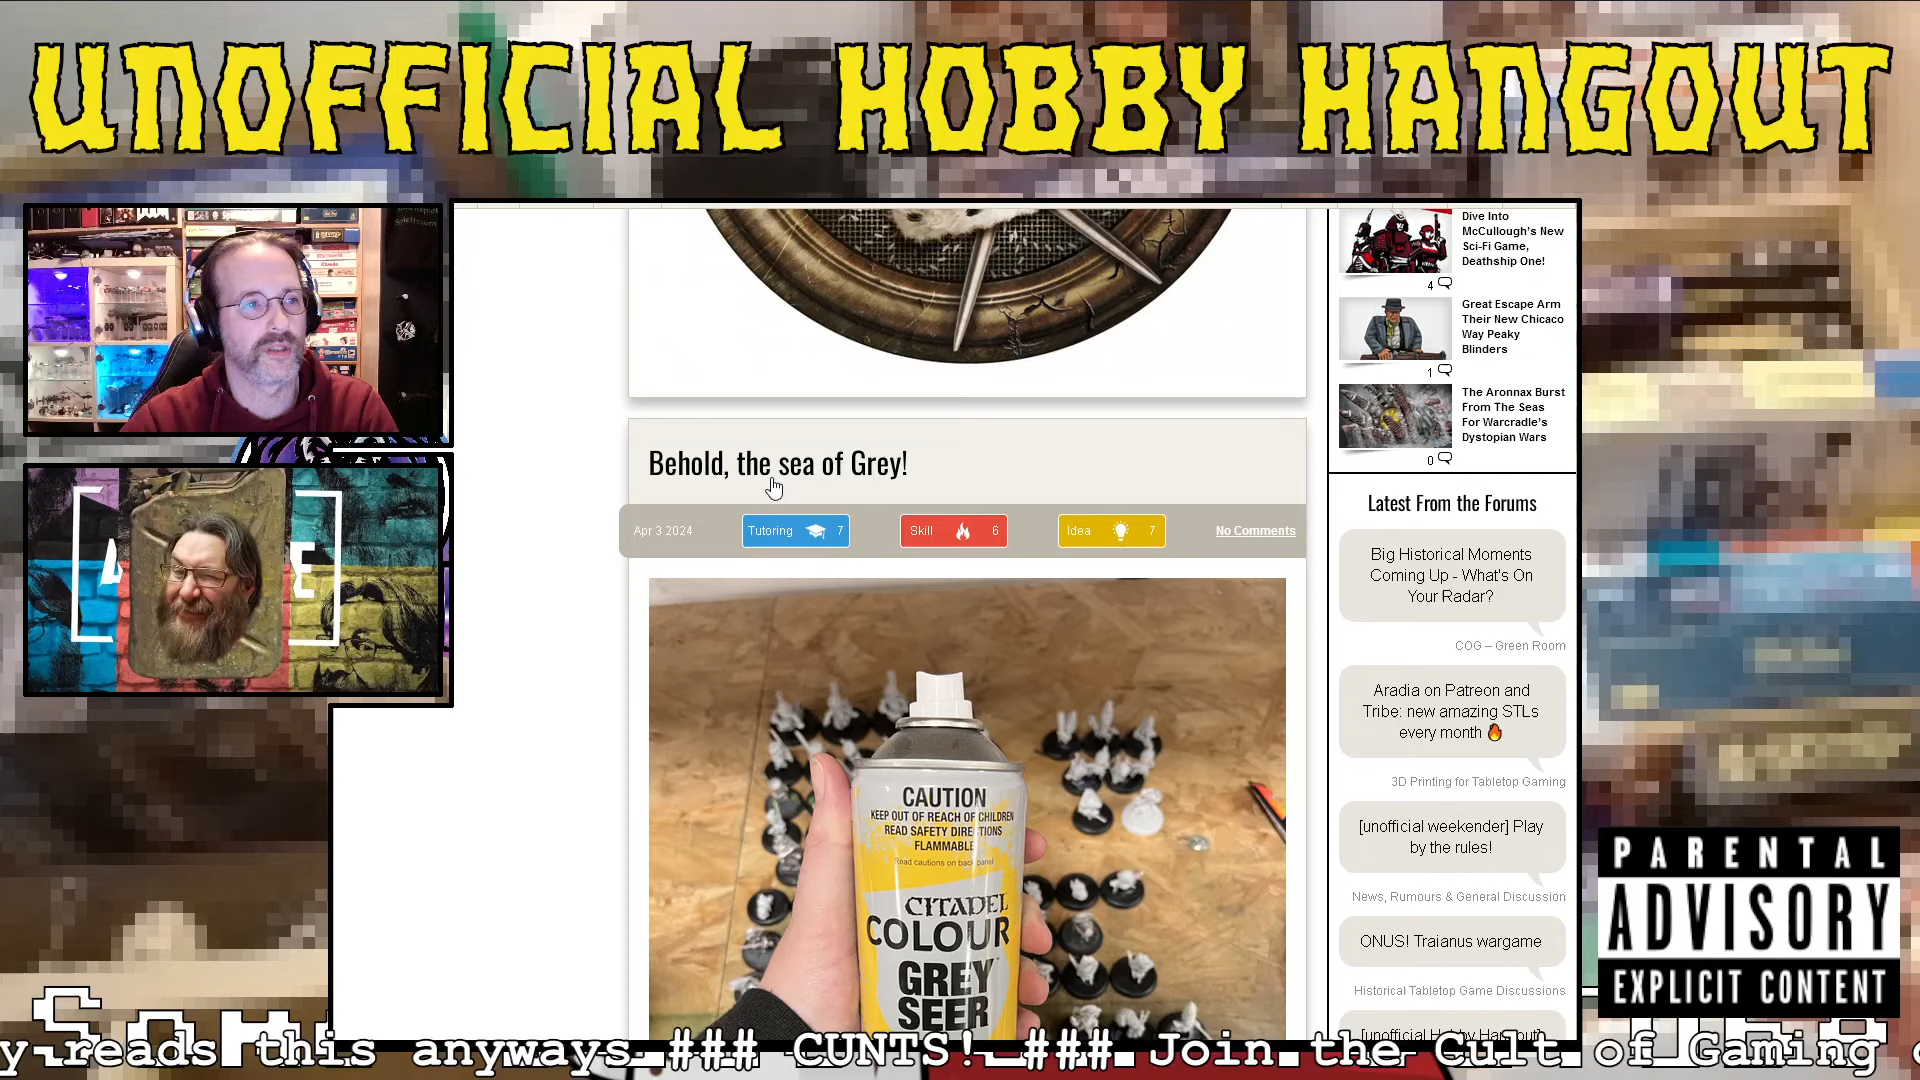 UNOFFICIAL HOBBY HANGOUT
Behold, the sea of Grey!
Apr 3 2024
Tutoring 7
Skill 6
Idea 7
No Comments
CAUTION
KEEP OUT OF REACH OF CHILDREN
READ SAFETY DIRECTIONS
FLAMMABLE
Read cautions on back panel
CITADEL
COLOUR
GREY
SEER
Dive Into
McCullough's New
Sci-Fi Game,
Deathship One!
4
Great Escape Arm
Their New Chicaco
Way Peaky
Blinders
1
The Aronnax Burst
From The Seas
For Warcradle's
Dystopian Wars
0
Latest From the Forums
Big Historical Moments
Coming Up - What's On
Your Radar?
COG – Green Room
Aradia on Patreon and
Tribe: new amazing STLs
every month 🔥
3D Printing for Tabletop Gaming
[unofficial weekender] Play
by the rules!
News, Rumours & General Discussion
ONUS! Traianus wargame
Historical Tabletop Game Discussions
[unofficial Hobby Hangout]
PARENTAL
ADVISORY
EXPLICIT CONTENT
y reads this anyways ### CUNTS! ### Join the Cult of Gaming